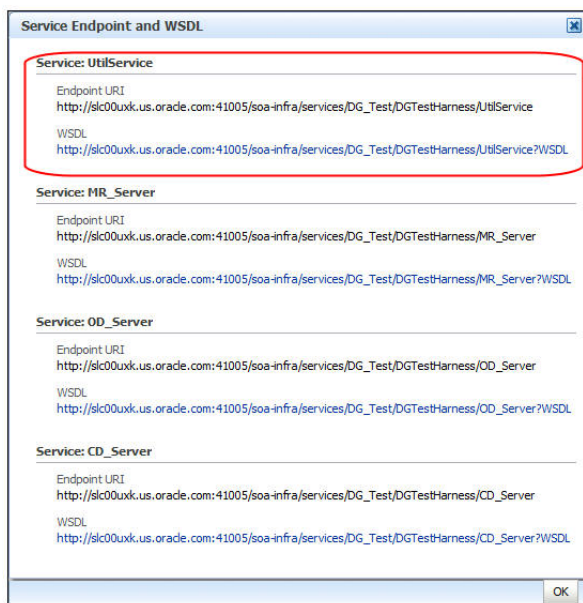 Service Endpoint and WSDL
Service: UtilService
Endpoint URI
http://slc00uxk.us.oracle.com:41005/soa-infra/services/DG_Test/DGTestHarness/UtilService
WSDL
http://slc00uxk.us.oracle.com:41005/soa-infra/services/DG_Test/DGTestHarness/UtilService?WSDL
Service: MR_Server
Endpoint URI
http://slc00uxk.us.oracle.com:41005/soa-infra/services/DG_Test/DGTestHarness/MR_Server
WSDL
http://slc00uxk.us.oracle.com:41005/soa-infra/services/DG_Test/DGTestHarness/MR_Server?WSDL
Service: OD_Server
Endpoint URI
http://slc00uxk.us.oracle.com:41005/soa-infra/services/DG_Test/DGTestHarness/OD_Server
WSDL
http://slc00uxk.us.oracle.com:41005/soa-infra/services/DG_Test/DGTestHarness/OD_Server?WSDL
Service: CD_Server
Endpoint URI
http://slc00uxk.us.oracle.com:41005/soa-infra/services/DG_Test/DGTestHarness/CD_Server
WSDL
http://slc00uxk.us.oracle.com:41005/soa-infra/services/DG_Test/DGTestHarness/CD_Server?WSDL
OK